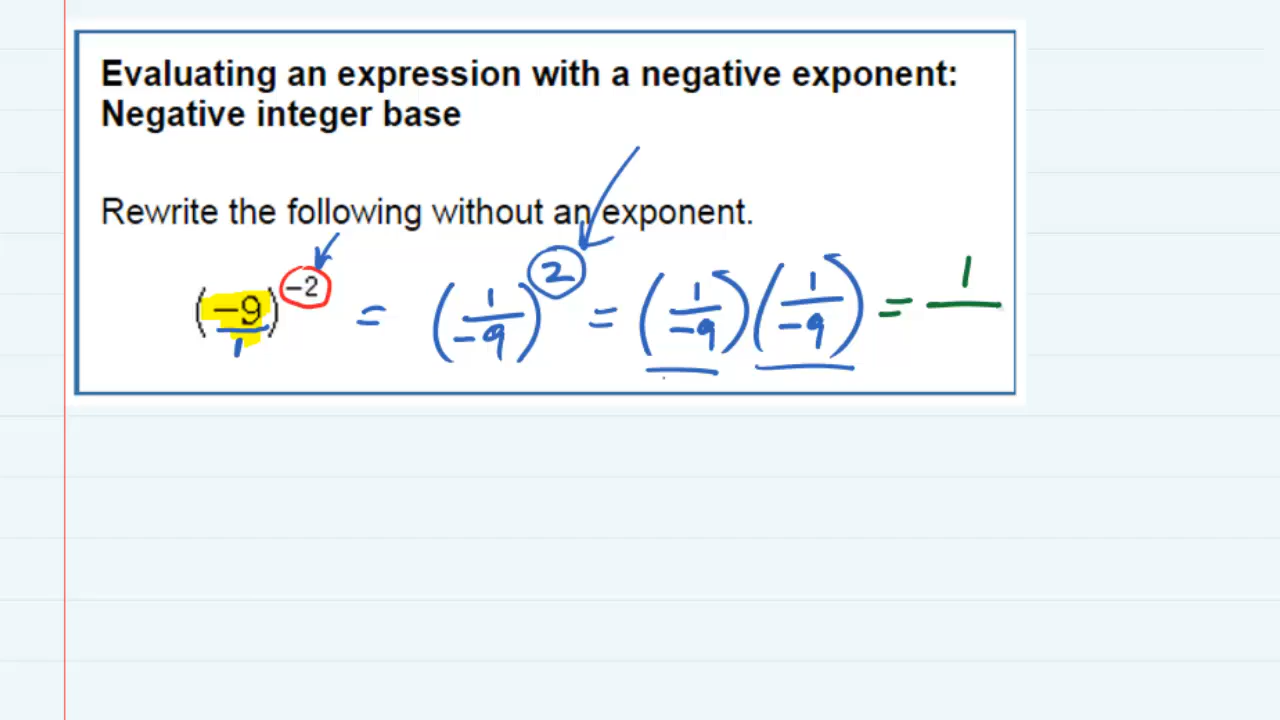 Evaluating an expression with a negative exponent:
Negative integer base
Rewrite the following without an exponent.
(-9/1)^-2 = (1/-9)^2 = (1/-9)(1/-9) = 1/